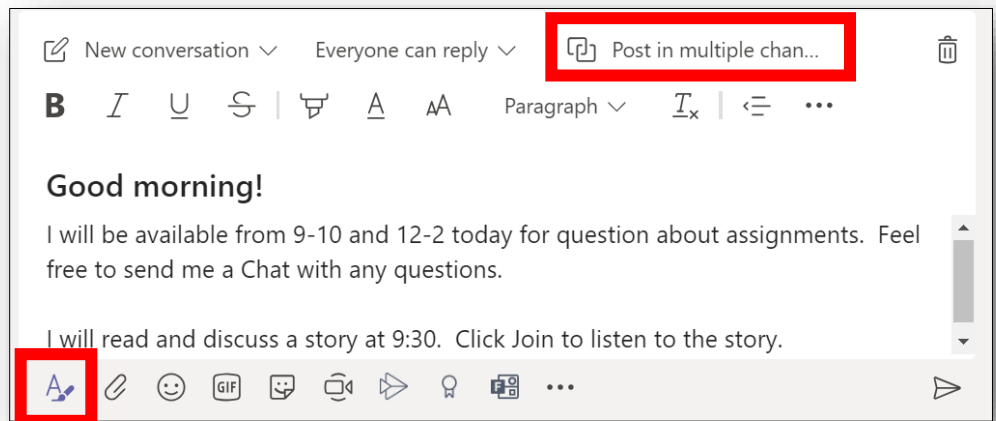 New conversation Everyone can reply Post in multiple chan...
B I U S A AA Paragraph Tx
Good morning!
I will be available from 9-10 and 12-2 today for question about assignments. Feel
free to send me a Chat with any questions.
I will read and discuss a story at 9:30. Click Join to listen to the story.
A GIF F